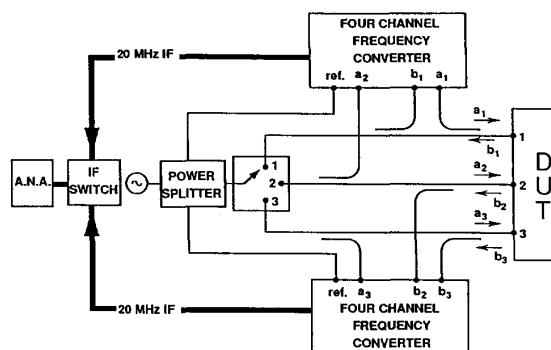 FOUR CHANNEL
FREQUENCY
CONVERTER
20 MHz IF
ref. a2 b1 a1
a1
1
b1
A.N.A.
IF
SWITCH
POWER
SPLITTER
1
2
3
a2
2
b2
a3
3
b3
D
U
T
ref. a3 b2 b3
20 MHz IF
FOUR CHANNEL
FREQUENCY
CONVERTER